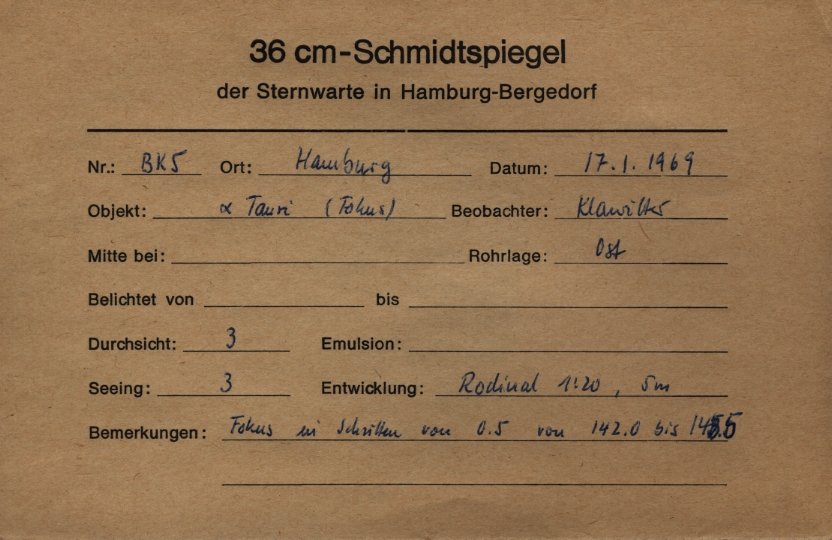 36 cm-Schmidtspiegel
der Sternwarte in Hamburg-Bergedorf
Nr.: BK5 Ort: Hamburg Datum: 17.1.1969
Objekt: α Tauri (Fokus) Beobachter: Klawitter
Mitte bei: Rohrlage: Ost
Belichtet von bis
Durchsicht: 3 Emulsion:
Seeing: 3 Entwicklung: Rodinal 1:20, 5m
Bemerkungen: Fokus in Schritten von 0.5 von 142.0 bis